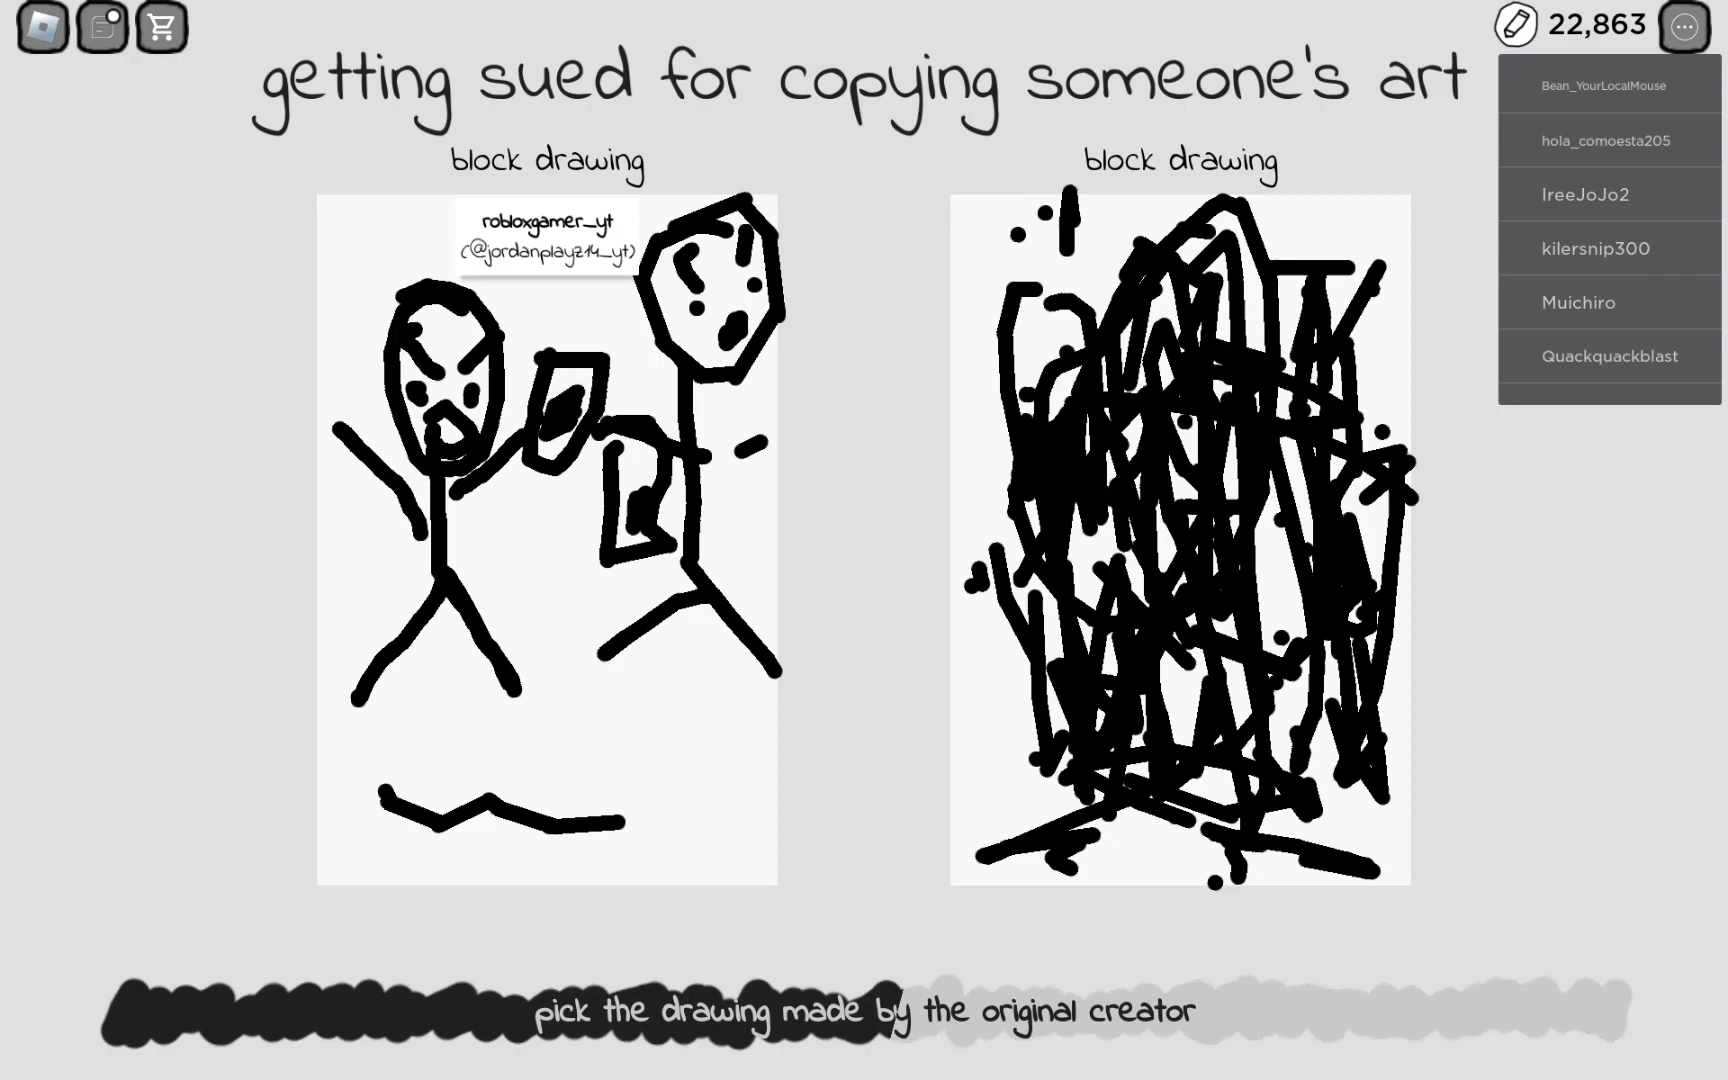 22,863
getting sued for copying someone's art
Bean_YourLocalMouse
hola_comoesta205
IreeJoJo2
kilersnip300
Muichiro
Quackquackblast
block drawing
block drawing
robloxgamer_yt
(@jordanplayz14_yt)
pick the drawing made by the original creator